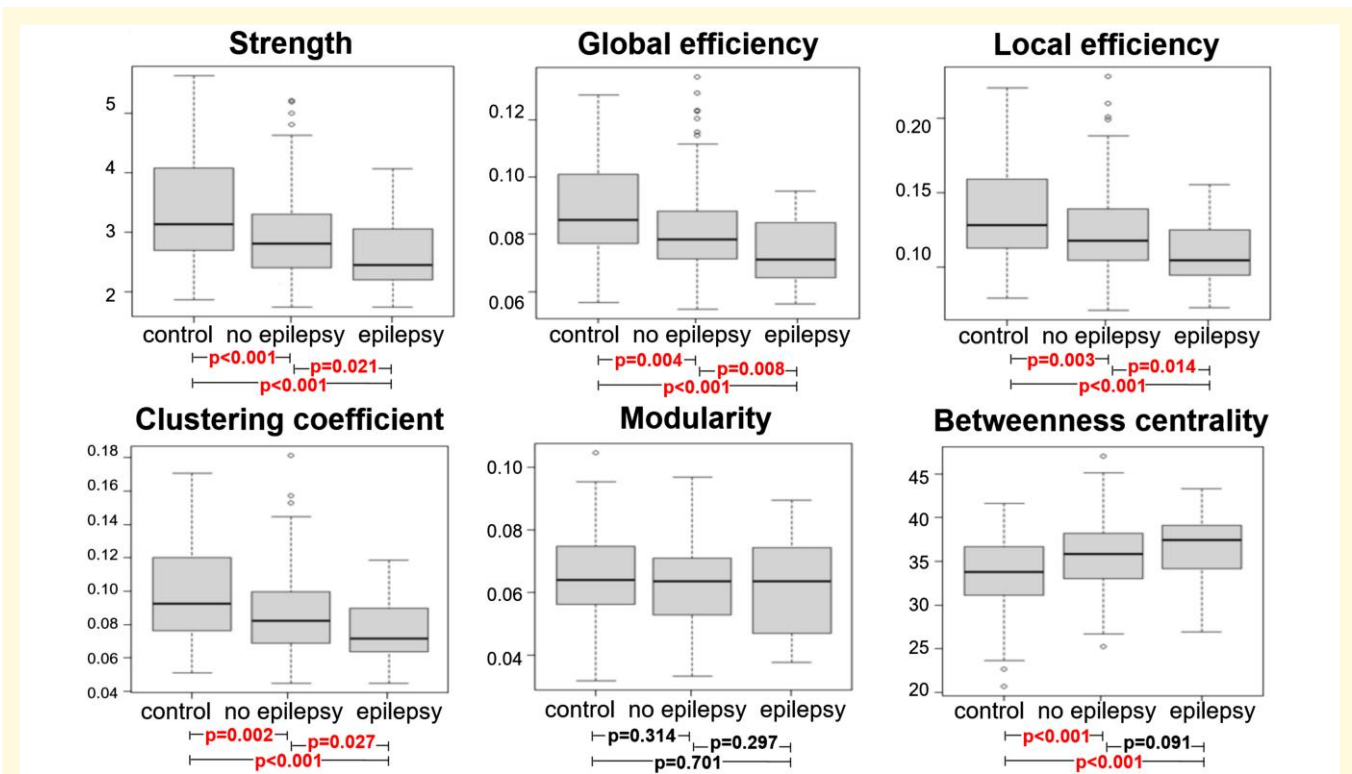 Strength Global efficiency Local efficiency
5
4
3
2
control no epilepsy epilepsy
p<0.001 p=0.021
p<0.001
0.12
0.10
0.08
0.06
control no epilepsy epilepsy
p=0.004 p=0.008
p<0.001
0.20
0.15
0.10
control no epilepsy epilepsy
p=0.003 p=0.014
p<0.001
Clustering coefficient Modularity Betweenness centrality
0.18
0.16
0.14
0.12
0.10
0.08
0.06
0.04
control no epilepsy epilepsy
p=0.002 p=0.027
p<0.001
0.10
0.08
0.06
0.04
control no epilepsy epilepsy
p=0.314 p=0.297
p=0.701
45
40
35
30
25
20
control no epilepsy epilepsy
p<0.001 p=0.091
p<0.001